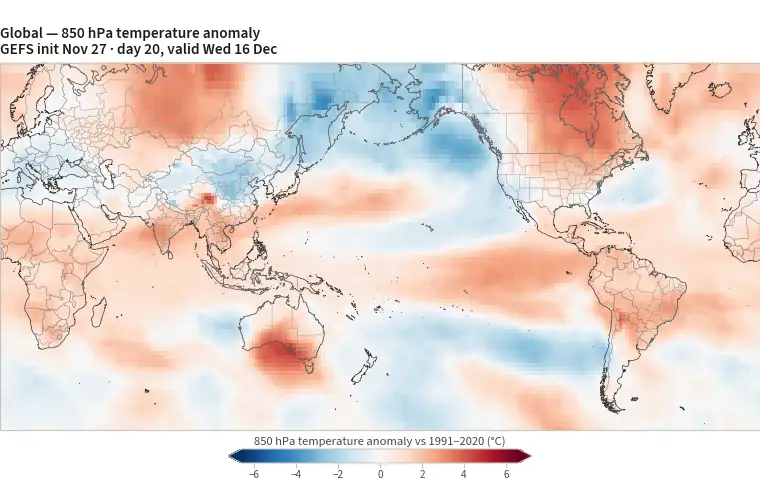 Global — 850 hPa temperature anomaly
GEFS init Nov 27 · day 20, valid Wed 16 Dec
850 hPa temperature anomaly vs 1991–2020 (°C)
−6 −4 −2 0 2 4 6